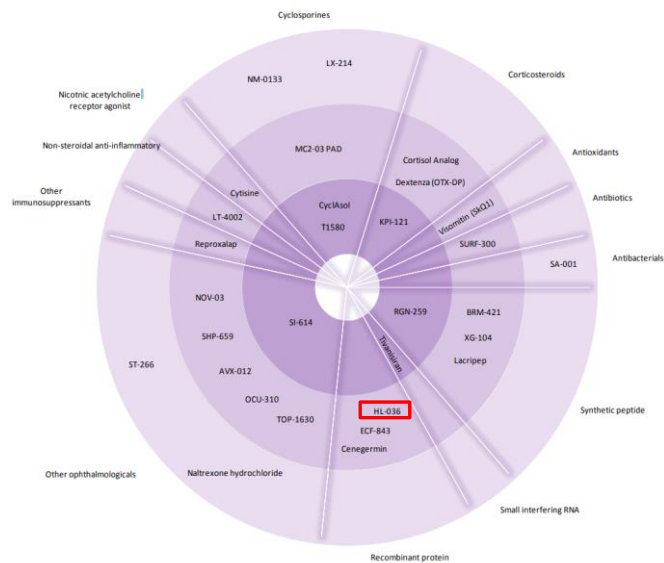 Cyclosporines
LX-214
NM-0133
Corticosteroids
Nicotnic acetylcholine
receptor agonist
Non-steroidal anti-inflammatory
MC2-03 PAD
Cortisol Analog
Antioxidants
Other
immunosuppressants
Cytisine
Dextenza (OTX-DP)
Antibiotics
LT-4002
CyclAsol
T1580
KPI-121
Visomitin (SkQ1)
Reproxalap
SURF-300
SA-001
Antibacterials
NOV-03
SI-614
RGN-259
BRM-421
SHP-659
Tivanisiran
XG-104
ST-266
AVX-012
Lacripep
OCU-310
HL-036
Synthetic peptide
TOP-1630
ECF-843
Cenegermin
Other ophthalmologicals
Naltrexone hydrochloride
Small interfering RNA
Recombinant protein